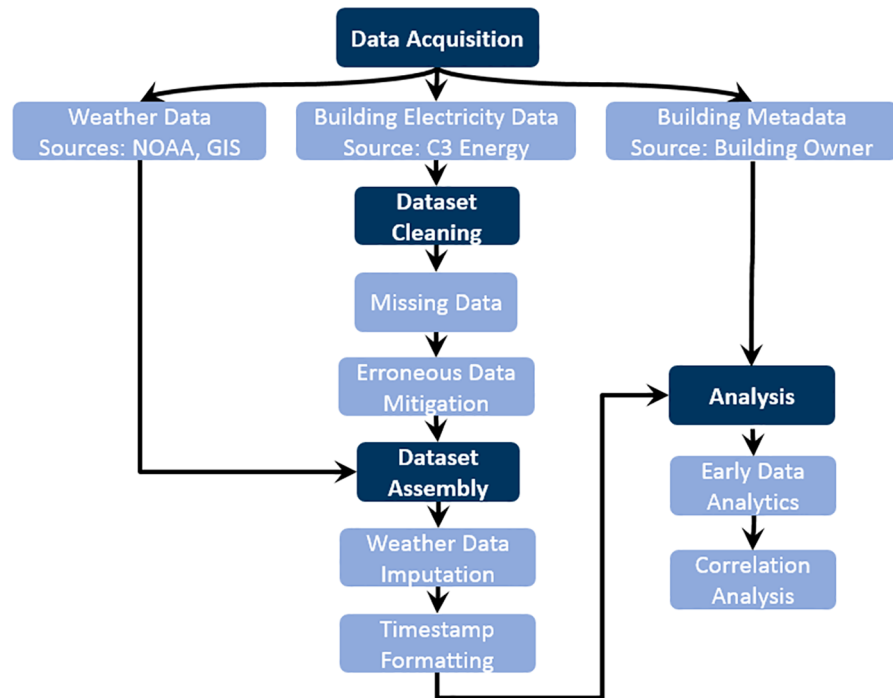 Data Acquisition
Weather Data
Sources: NOAA, GIS
Building Electricity Data
Source: C3 Energy
Building Metadata
Source: Building Owner
Dataset
Cleaning
Missing Data
Erroneous Data
Mitigation
Dataset
Assembly
Weather Data
Imputation
Timestamp
Formatting
Analysis
Early Data
Analytics
Correlation
Analysis